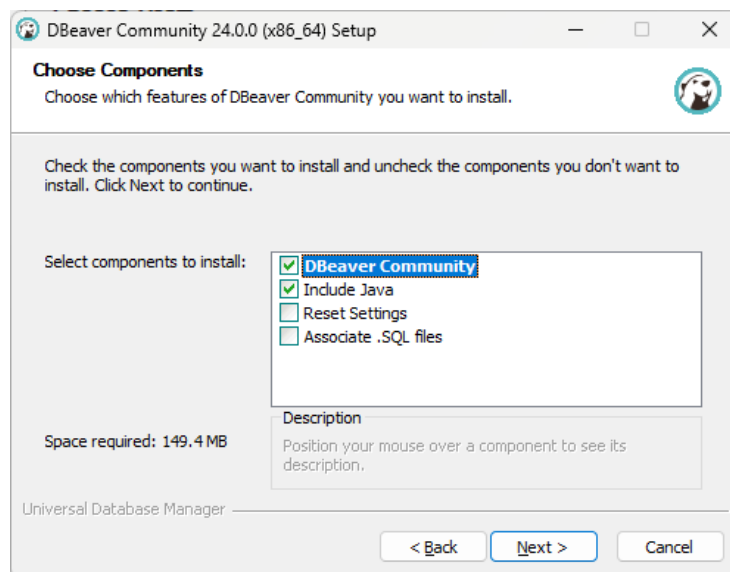 DBeaver Community 24.0.0 (x86_64) Setup
Choose Components
Choose which features of DBeaver Community you want to install.
Check the components you want to install and uncheck the components you don't want to
install. Click Next to continue.
Select components to install:
DBeaver Community
Include Java
Reset Settings
Associate .SQL files
Space required: 149.4 MB
Description
Position your mouse over a component to see its
description.
Universal Database Manager
< Back
Next >
Cancel